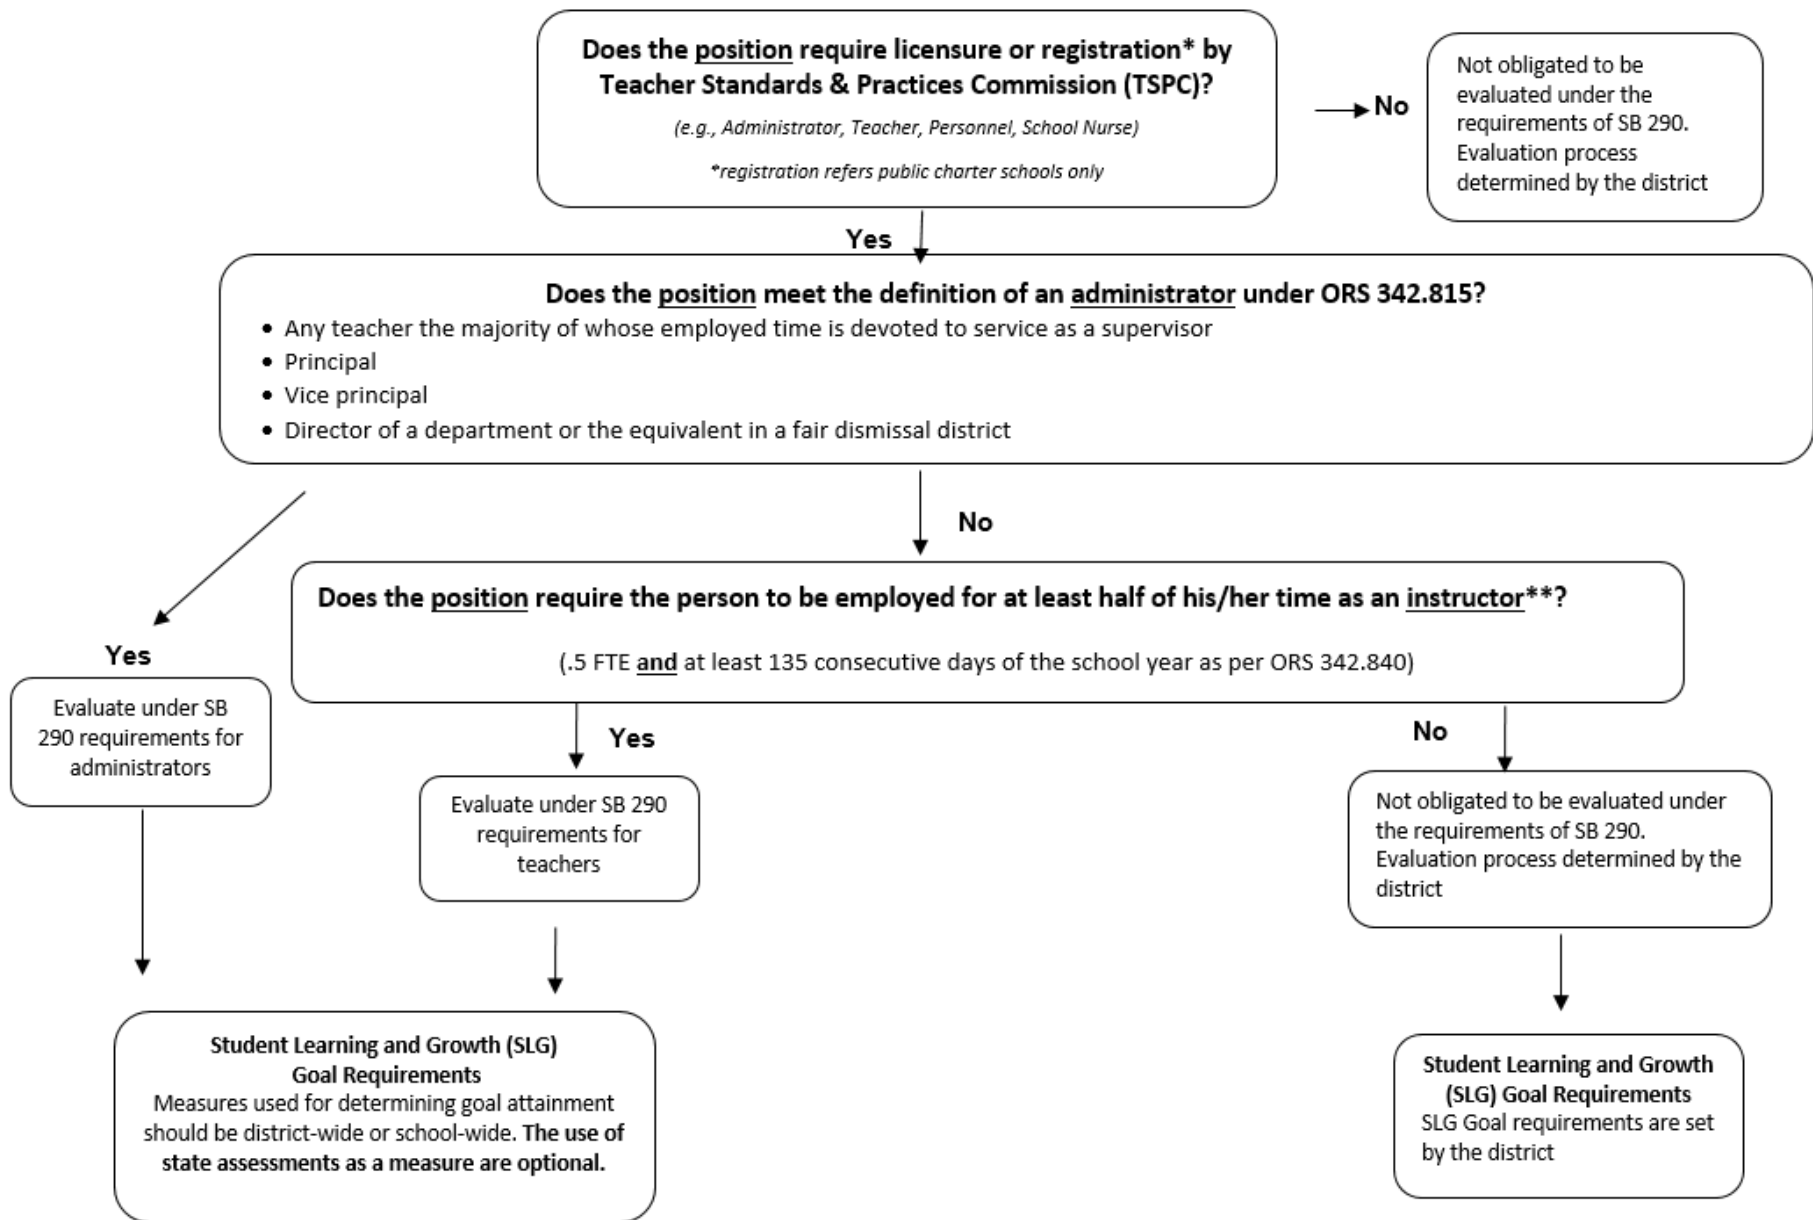 Does the position require licensure or registration* by
Teacher Standards & Practices Commission (TSPC)?
(e.g., Administrator, Teacher, Personnel, School Nurse)
*registration refers public charter schools only
No
Not obligated to be
evaluated under the
requirements of SB 290.
Evaluation process
determined by the district
Yes
Does the position meet the definition of an administrator under ORS 342.815?
• Any teacher the majority of whose employed time is devoted to service as a supervisor
• Principal
• Vice principal
• Director of a department or the equivalent in a fair dismissal district
No
Does the position require the person to be employed for at least half of his/her time as an instructor**?
(.5 FTE and at least 135 consecutive days of the school year as per ORS 342.840)
Yes
Evaluate under SB
290 requirements for
administrators
Yes
Evaluate under SB 290
requirements for
teachers
No
Not obligated to be evaluated under
the requirements of SB 290.
Evaluation process determined by the
district
Student Learning and Growth (SLG)
Goal Requirements
Measures used for determining goal attainment
should be district-wide or school-wide. The use of
state assessments as a measure are optional.
Student Learning and Growth
(SLG) Goal Requirements
SLG Goal requirements are set
by the district